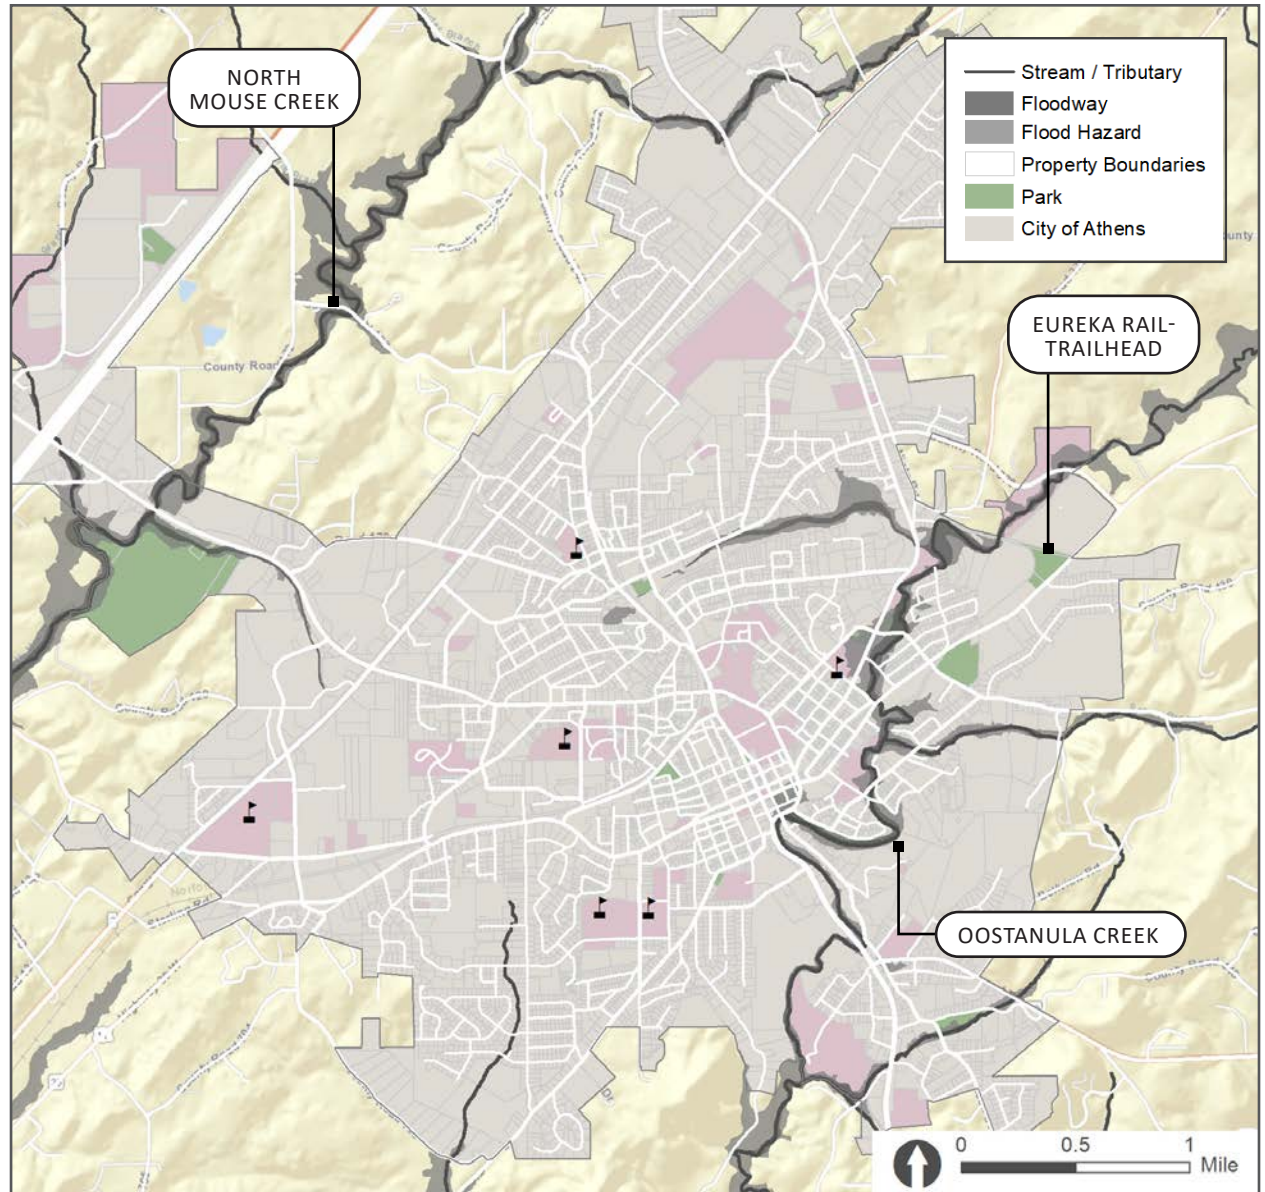 NORTH
MOUSE CREEK
Stream / Tributary
Floodway
Flood Hazard
Property Boundaries
Park
City of Athens
EUREKA RAIL-
TRAILHEAD
County Road
OOSTANULA CREEK
0 0.5 1
Mile